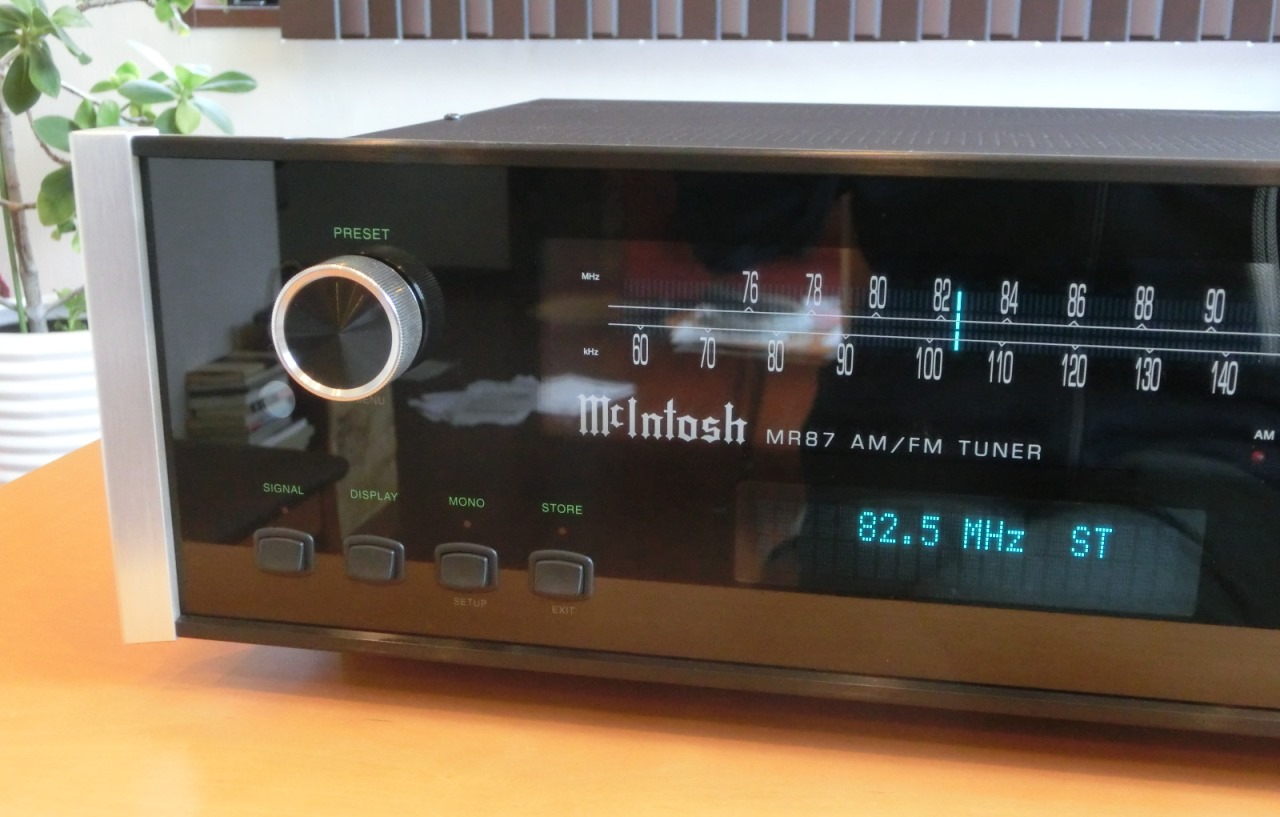 PRESET
MHz 76 78 80 82 84 86 88 90
kHz 60 70 80 90 100 110 120 130 140
MENU
McIntosh MR87 AM/FM TUNER
AM
SIGNAL DISPLAY MONO STORE
82.5 MHz ST
SETUP EXIT